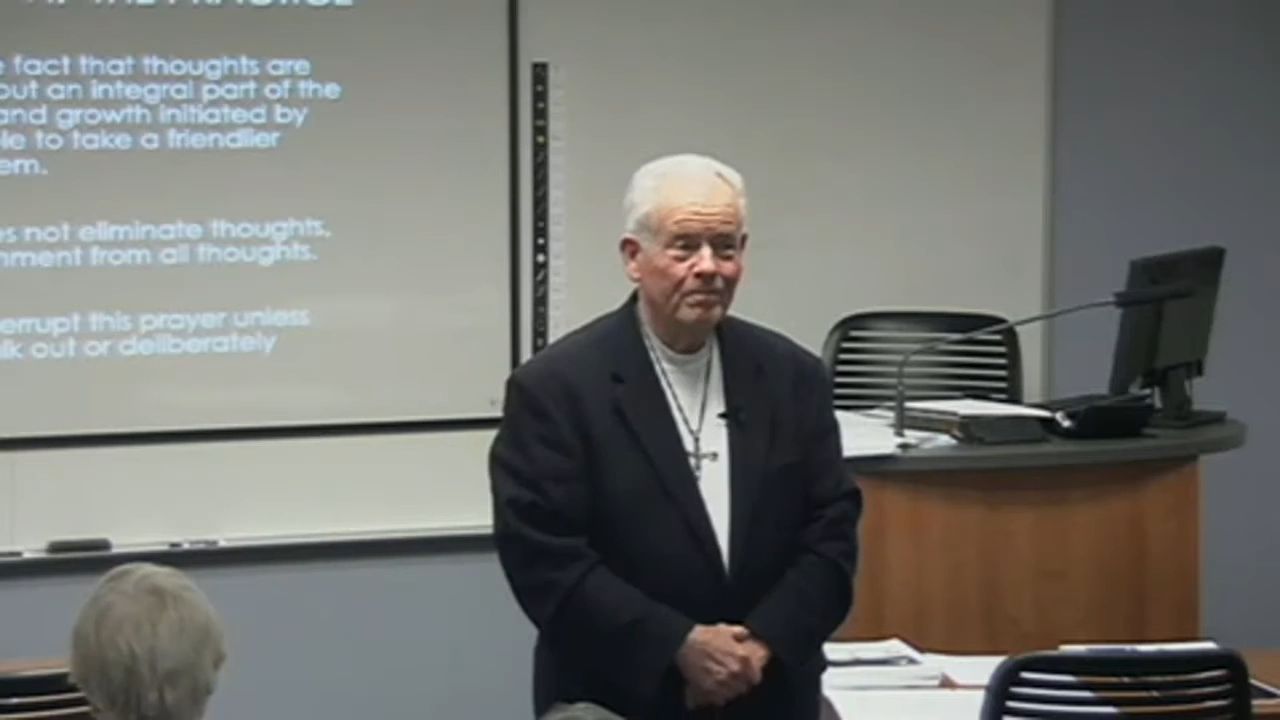 fact that thoughts are
out an integral part of the
and growth initiated by
le to take a friendlier
em.
es not eliminate thoughts.
nment from all thoughts.
errupt this prayer unless
lk out or deliberately